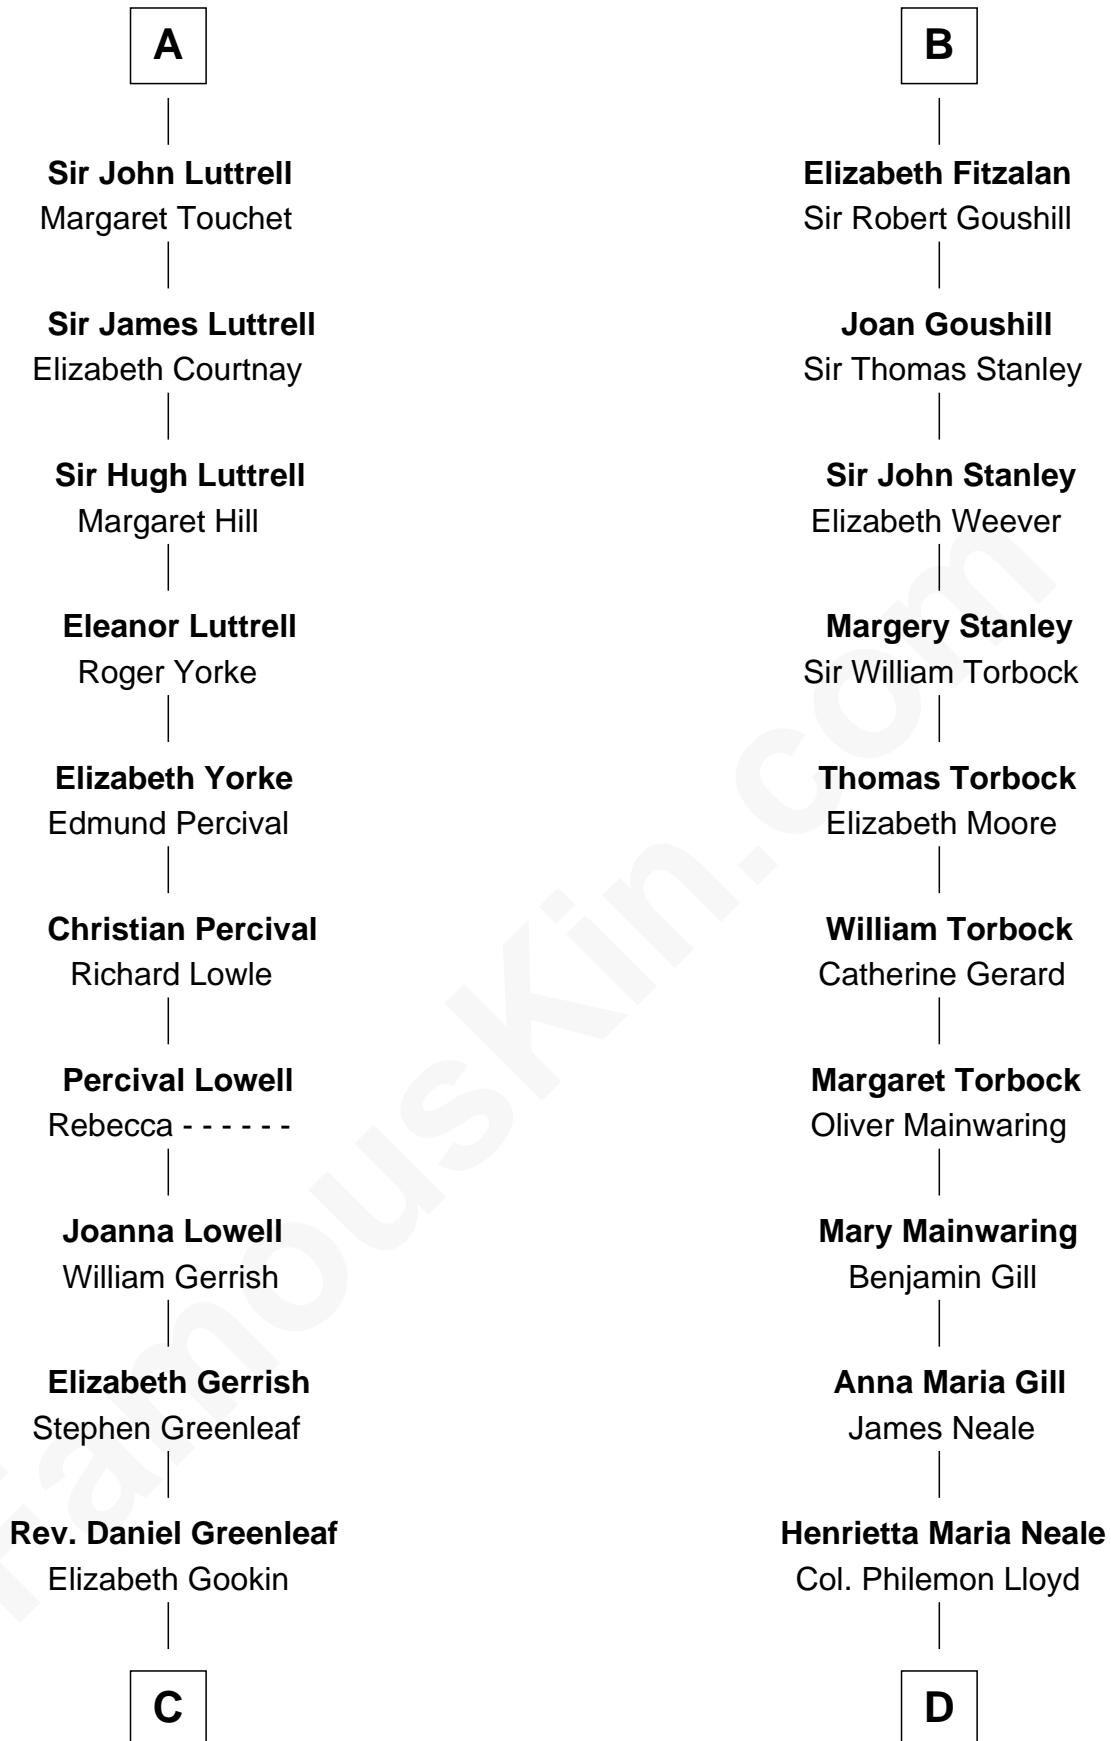 A
Sir John Luttrell
Margaret Touchet
Sir James Luttrell
Elizabeth Courtnay
Sir Hugh Luttrell
Margaret Hill
Eleanor Luttrell
Roger Yorke
Elizabeth Yorke
Edmund Percival
Christian Percival
Richard Lowle
Percival Lowell
Rebecca - - - - - -
Joanna Lowell
William Gerrish
Elizabeth Gerrish
Stephen Greenleaf
Rev. Daniel Greenleaf
Elizabeth Gookin
C
B
Elizabeth Fitzalan
Sir Robert Goushill
Joan Goushill
Sir Thomas Stanley
Sir John Stanley
Elizabeth Weever
Margery Stanley
Sir William Torbock
Thomas Torbock
Elizabeth Moore
William Torbock
Catherine Gerard
Margaret Torbock
Oliver Mainwaring
Mary Mainwaring
Benjamin Gill
Anna Maria Gill
James Neale
Henrietta Maria Neale
Col. Philemon Lloyd
D
FamousKin.com